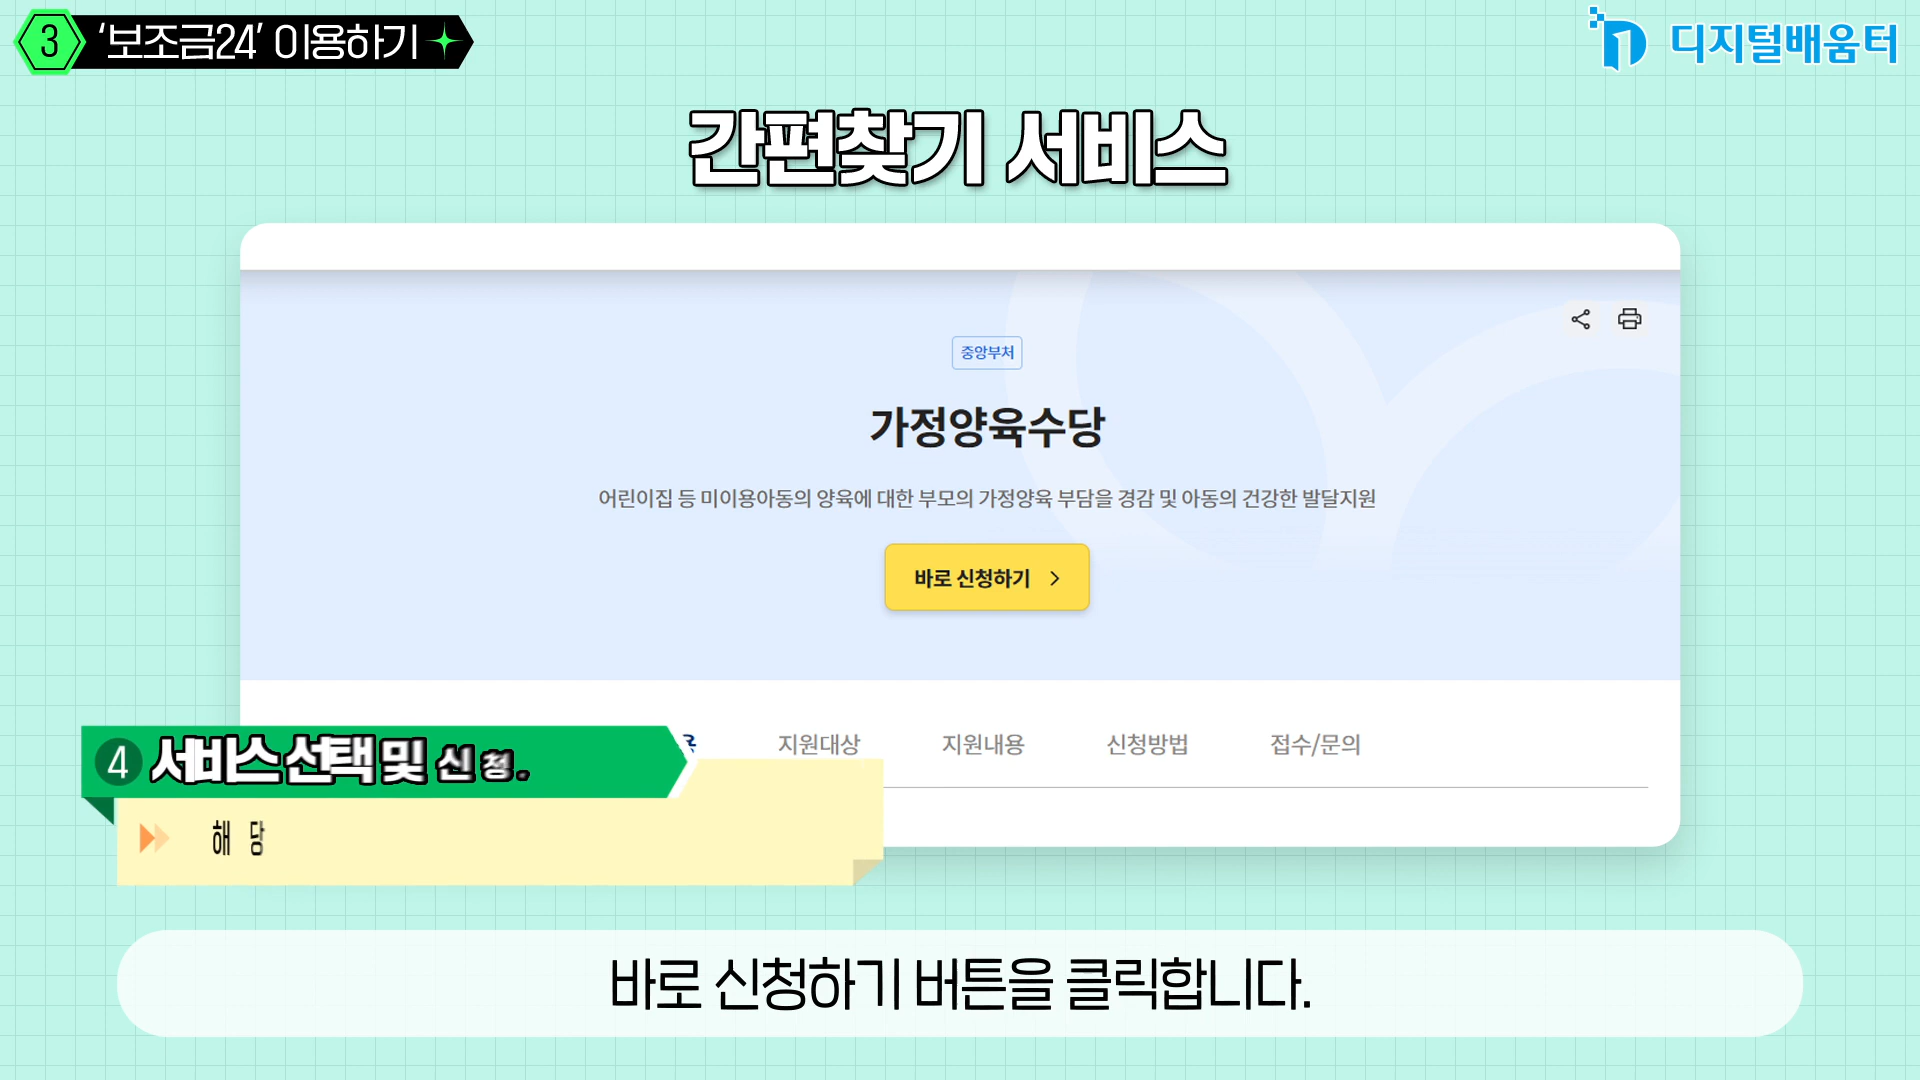 3 ‘보조금24’ 이용하기
디지털배움터
간편찾기 서비스
중앙부처
가정양육수당
어린이집 등 미이용아동의 양육에 대한 부모의 가정양육 부담을 경감 및 아동의 건강한 발달지원
바로 신청하기
지원대상 지원내용 신청방법 접수/문의
4 서비스 선택 및 신청.
해당
바로 신청하기 버튼을 클릭합니다.